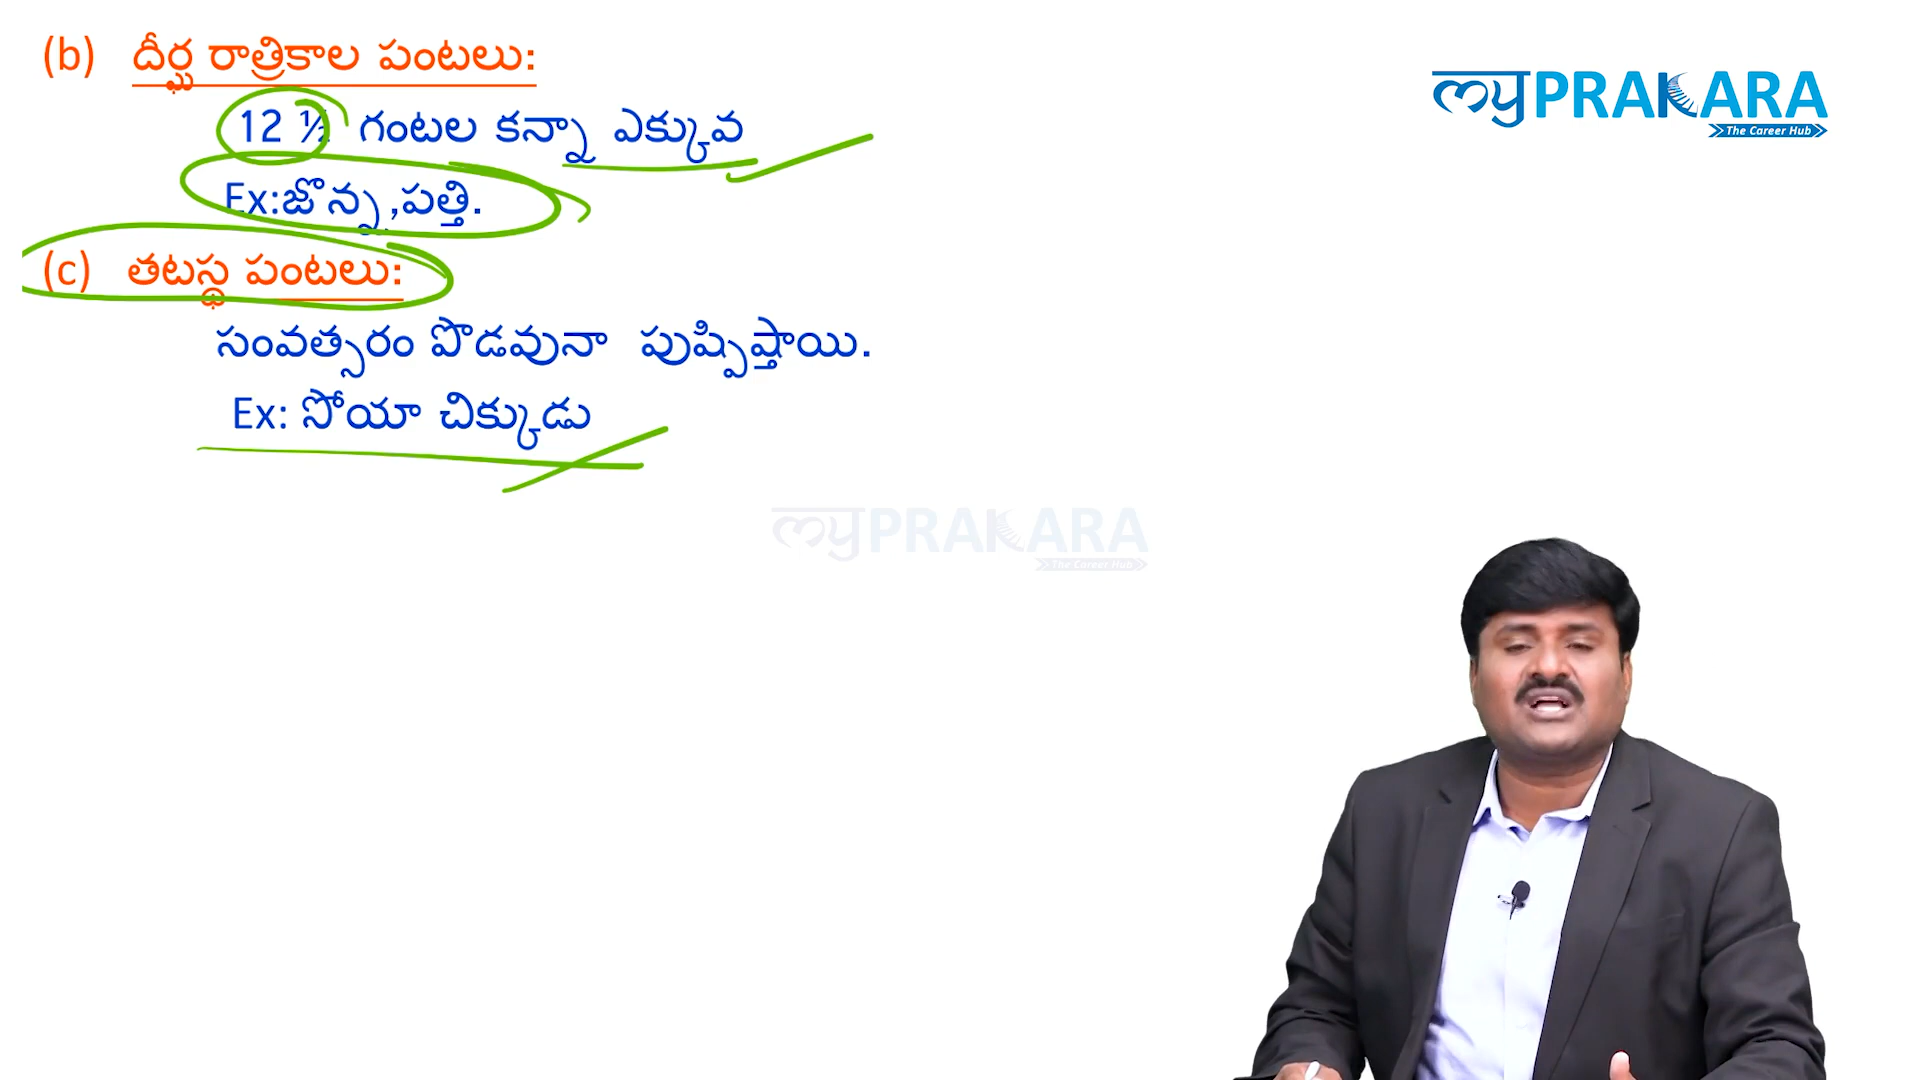 (b) దీర్ఘ రాత్రికాల పంటలు:
12 ½ గంటల కన్నా ఎక్కువ
Ex:జొన్న,పత్తి.
(c) తటస్థ పంటలు:
సంవత్సరం పొడవునా పుష్పిష్తాయి.
Ex: సోయా చిక్కుడు
myPRAKARA
The Career Hub
myPRAKARA
The Career Hub